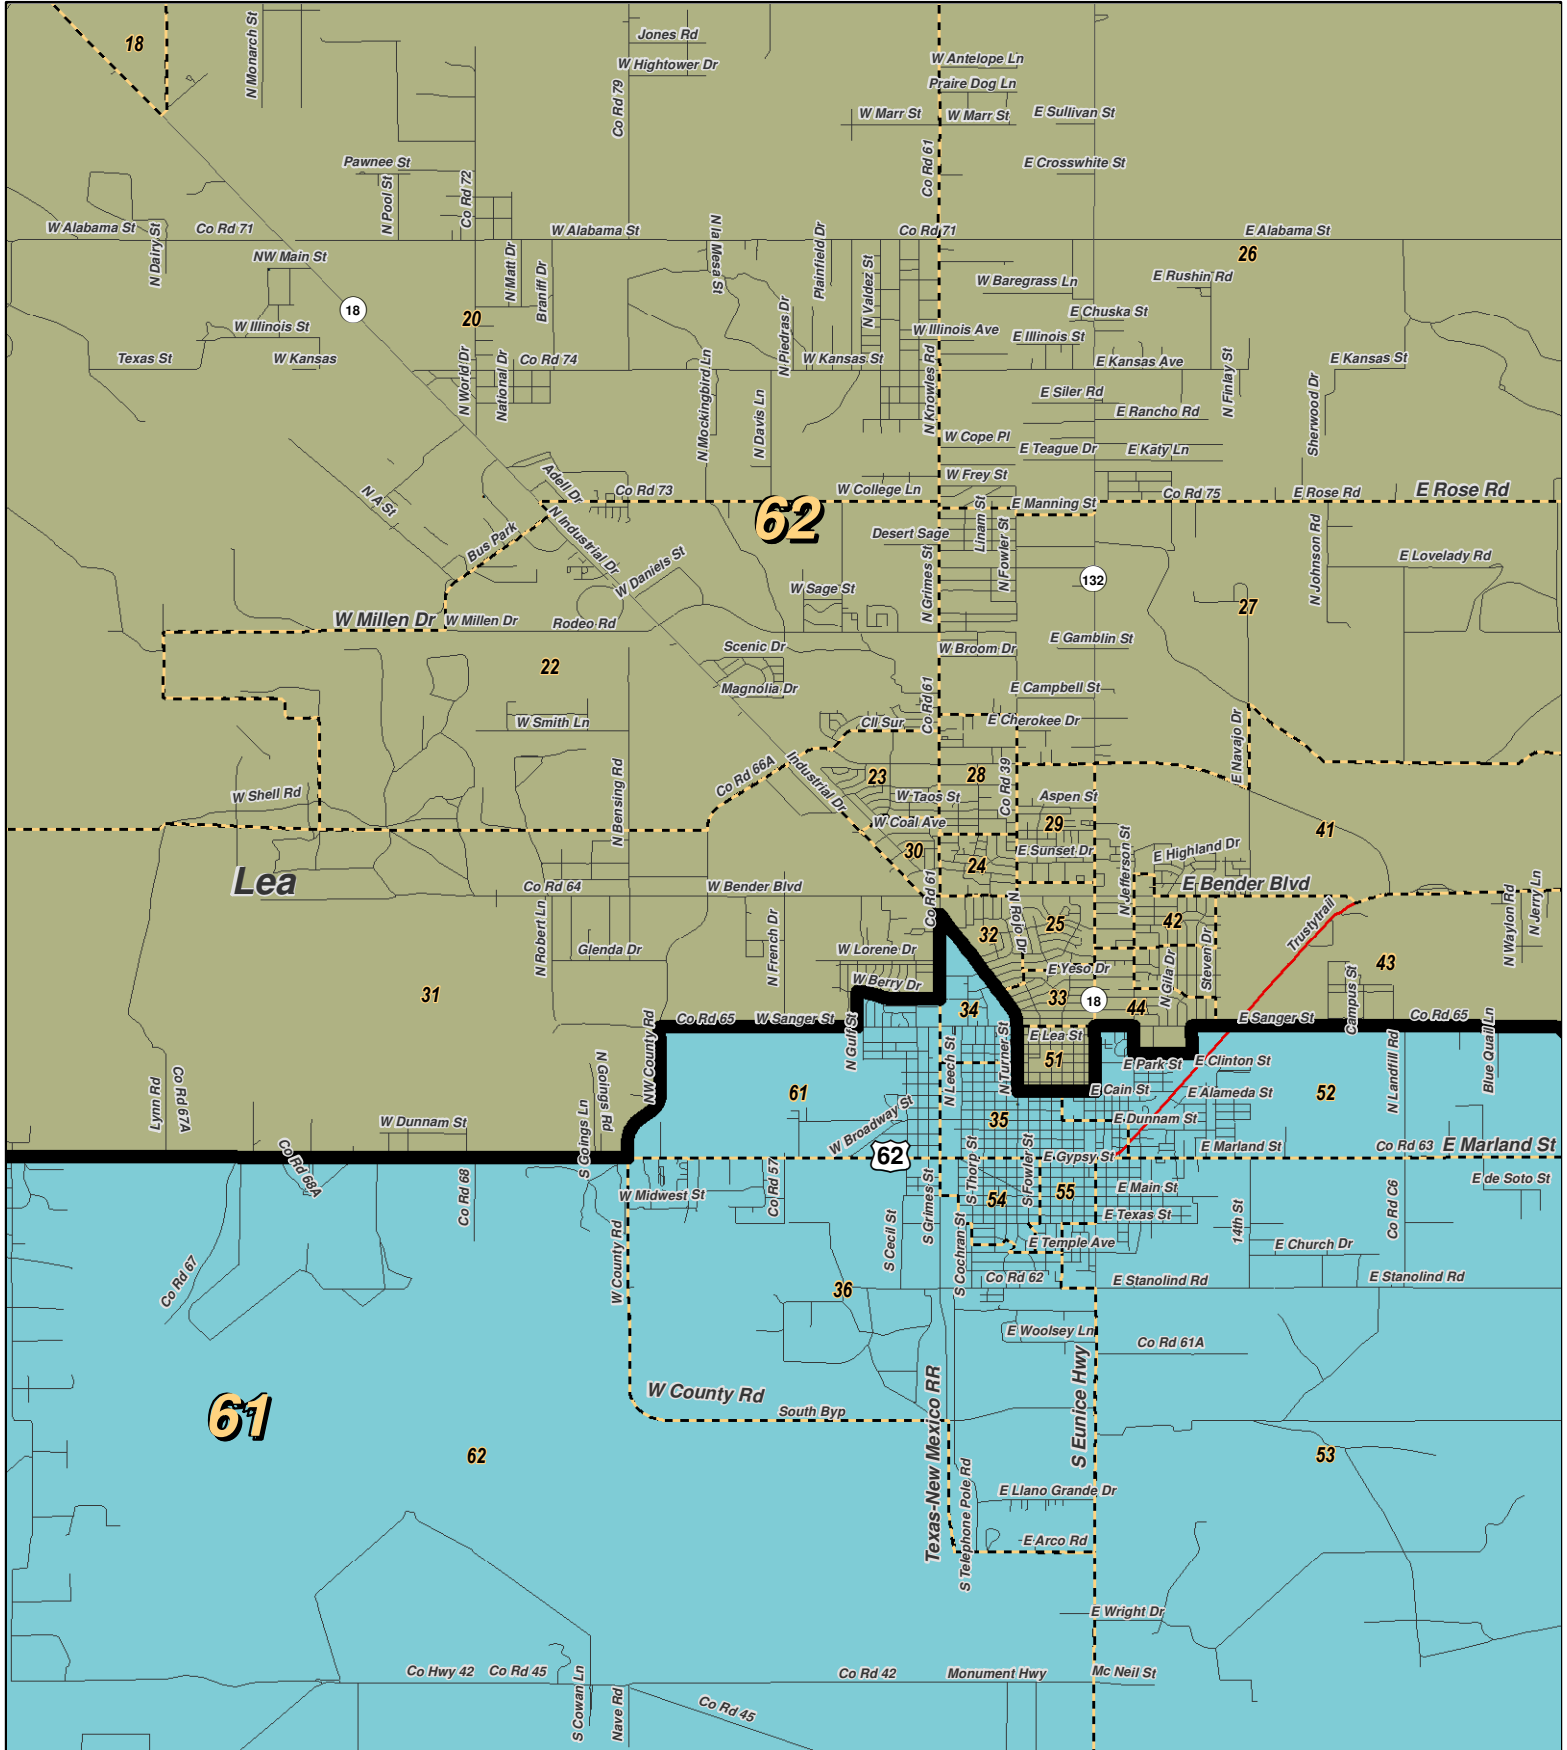 18
N Monarch St
Jones Rd
W Hightower Dr
Co Rd 79
W Antelope Ln
Praire Dog Ln
W Marr St
W Marr St
E Sullivan St
Co Rd 61
E Crosswhite St
Pawnee St
N Pool St
Co Rd 72
W Alabama St
N Dairy St
Co Rd 71
W Alabama St
N la Mesa St
Plainfield Dr
Co Rd 71
E Alabama St
26
NW Main St
N Matt Dr
Braniff Dr
N Valdez St
W Baregrass Ln
E Rushin Rd
18
20
N Piedras Dr
E Chuska St
W Illinois St
W Illinois Ave
E Illinois St
Texas St
W Kansas
N World Dr
National Dr
Co Rd 74
N Mockingbird Ln
W Kansas St
N Knowles Rd
E Kansas Ave
N Finlay St
E Kansas St
Sherwood Dr
N Davis Ln
E Siler Rd
E Rancho Rd
W Cope Pl
E Teague Dr
E Katy Ln
W Frey St
N A St
Adell Dr
Co Rd 73
W College Ln
E Manning St
Co Rd 75
E Rose Rd
E Rose Rd
62
Bus Park
N Industrial Dr
Desert Sage
Linam St
N Fowler St
N Johnson Rd
E Lovelady Rd
W Daniels St
W Sage St
N Grimes St
132
27
W Millen Dr
W Millen Dr
Rodeo Rd
E Gamblin St
Scenic Dr
W Broom Dr
22
Magnolia Dr
Co Rd 61
E Campbell St
W Smith Ln
Cll Sur
E Cherokee Dr
E Navajo Dr
Co Rd 66A
Industrial Dr
23
28
Co Rd 39
N Bensing Rd
W Shell Rd
W Taos St
Aspen St
W Coal Ave
29
41
30
24
E Sunset Dr
N Jefferson St
E Highland Dr
Lea
Co Rd 64
W Bender Blvd
Co Rd 61
E Bender Blvd
N Robert Ln
N French Dr
32
N Rojo Dr
25
42
Steven Dr
Trustytrail
N Waylon Rd
N Jerry Ln
Glenda Dr
W Lorene Dr
W Berry Dr
E Yeso Dr
N Gila Dr
43
31
34
33
18
44
Campus St
NW County Rd
Co Rd 65
W Sanger St
E Sanger St
Co Rd 65
N Gulf St
N Leech St
N Turner St
E Lea St
51
E Park St
E Clinton St
N Landfill Rd
Blue Quail Ln
Lynn Rd
Co Rd 67A
N Goings Rd
61
E Cain St
E Alameda St
52
W Dunnam St
S Goings Ln
W Broadway St
35
E Dunnam St
Co Rd 68A
62
E Gypsy St
E Marland St
Co Rd 63
E Marland St
Co Rd 68
W Midwest St
Co Rd 57
S Grimes St
S Thorp St
54
S Fowler St
55
E Main St
E de Soto St
W County Rd
S Cecil St
S Cochran St
E Texas St
14th St
Co Rd C6
E Temple Ave
E Church Dr
Co Rd 67
36
Co Rd 62
E Stanolind Rd
E Stanolind Rd
E Woolsey Ln
Co Rd 61A
61
W County Rd
South Byp
Texas-New Mexico RR
S Eunice Hwy
62
53
S Telephone Pole Rd
E Llano Grande Dr
E Arco Rd
E Wright Dr
Co Hwy 42
Co Rd 45
S Cowan Ln
Nave Rd
Co Rd 45
Co Rd 42
Monument Hwy
Mc Neil St